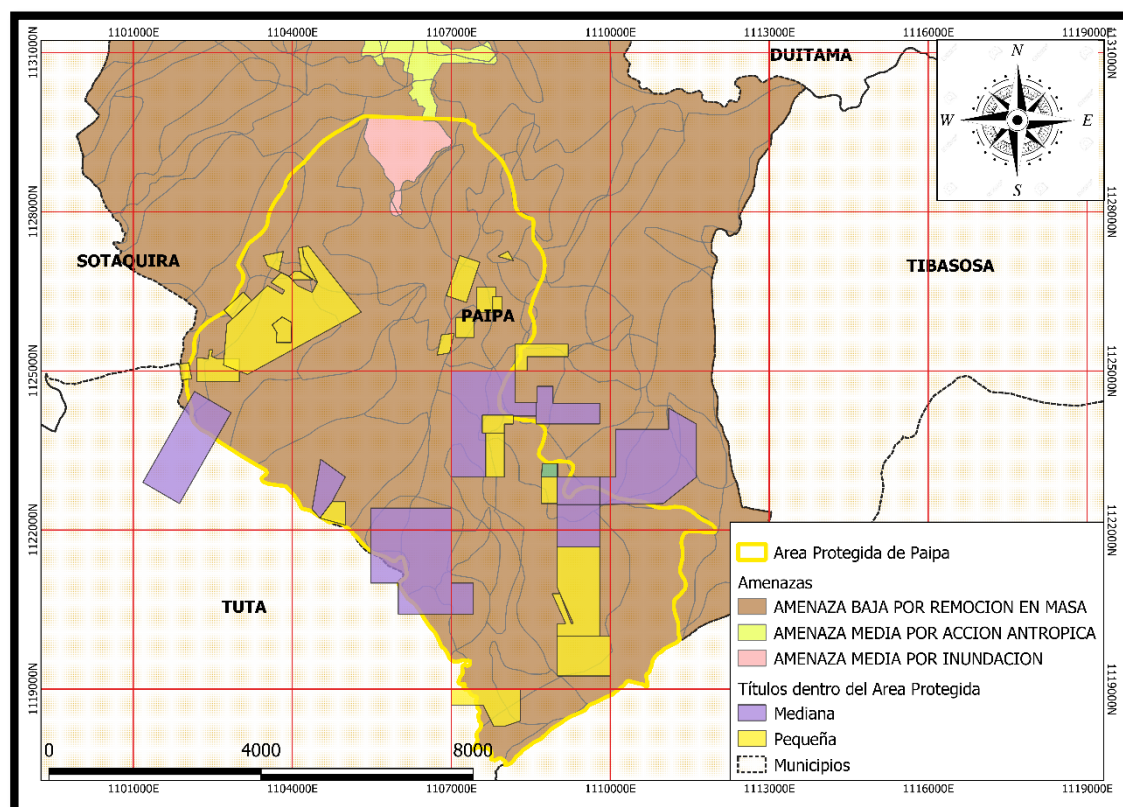 1101000E 1104000E 1107000E 1110000E 1113000E 1116000E 1119000E
1131000N 1131000N
DUITAMA
N
W E
S
1128000N 1128000N
SOTAQUIRA
TIBASOSA
PAIPA
1125000N 1125000N
1122000N 1122000N
TUTA
Area Protegida de Paipa
Amenazas
AMENAZA BAJA POR REMOCION EN MASA
AMENAZA MEDIA POR ACCION ANTROPICA
AMENAZA MEDIA POR INUNDACION
1119000N 1119000N
Títulos dentro del Area Protegida
Mediana
Pequeña
Municipios
0 4000 8000
1101000E 1104000E 1107000E 1110000E 1113000E 1116000E 1119000E